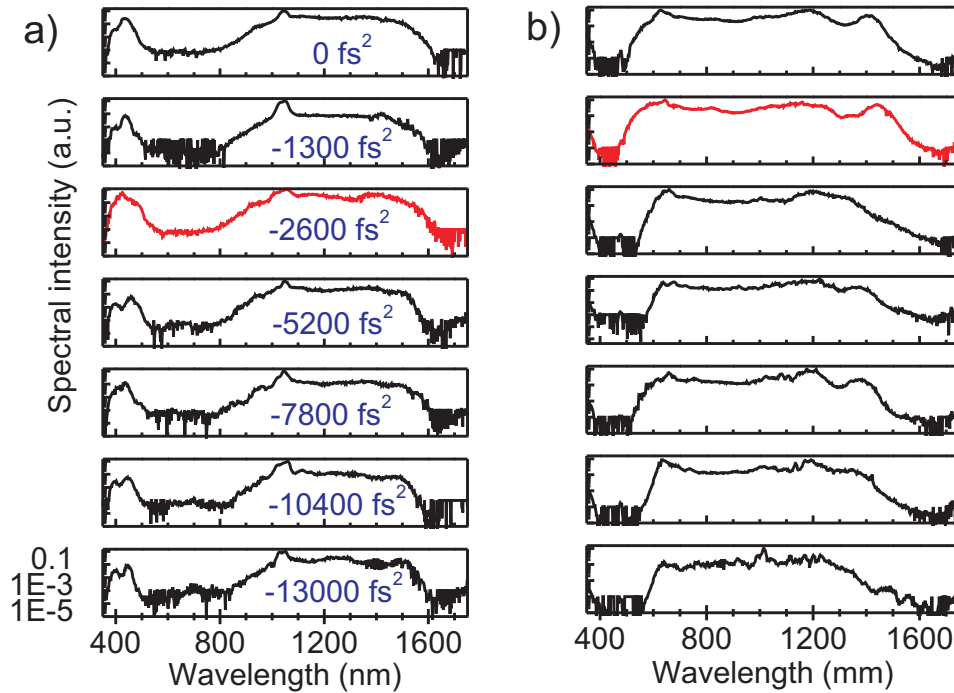 a)
b)
Spectral intensity (a.u.)
0 fs²
-1300 fs²
-2600 fs²
-5200 fs²
-7800 fs²
-10400 fs²
-13000 fs²
0.1
1E-3
1E-5
400 800 1200 1600
400 800 1200 1600
Wavelength (nm)
Wavelength (mm)